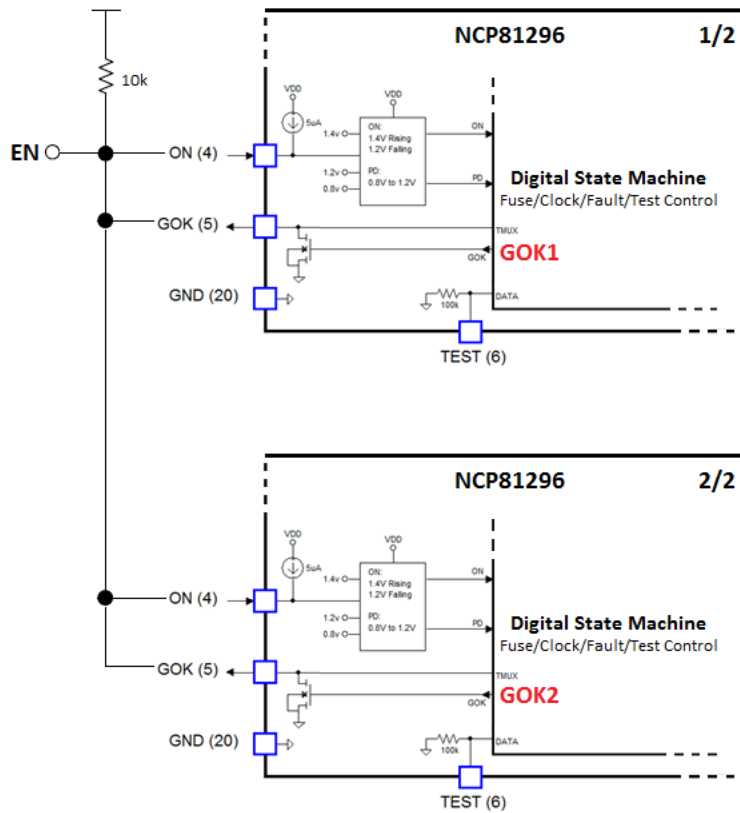 NCP81296 1/2
10k
VDD
VDD
5uA
1.4v
ON:
1.4V Rising
1.2V Falling
ON
EN
ON (4)
1.2v
0.8v
PD:
0.8V to 1.2V
PD
Digital State Machine
Fuse/Clock/Fault/Test Control
GOK (5)
TMUX
GOK
GOK1
GND (20)
100k
DATA
TEST (6)
NCP81296 2/2
VDD
VDD
5uA
1.4v
ON:
1.4V Rising
1.2V Falling
ON
ON (4)
1.2v
0.8v
PD:
0.8V to 1.2V
PD
Digital State Machine
Fuse/Clock/Fault/Test Control
GOK (5)
TMUX
GOK
GOK2
GND (20)
100k
DATA
TEST (6)